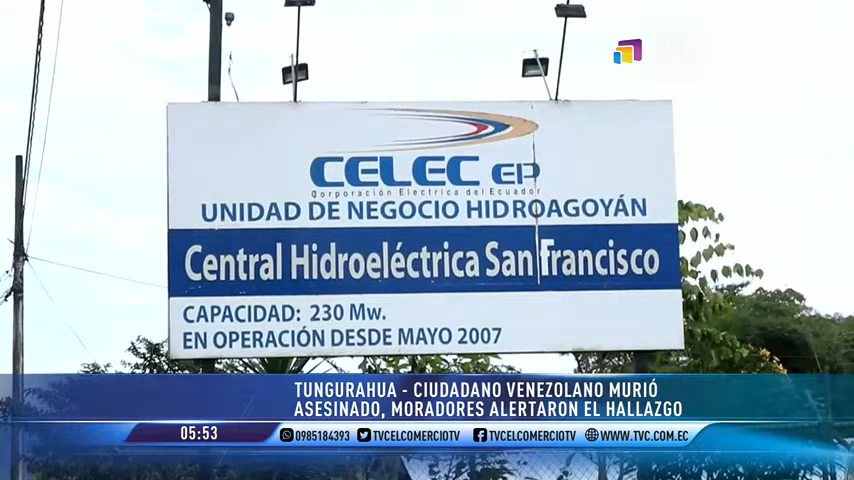 CELEC EP
Corporación Electrica del Ecuador
UNIDAD DE NEGOCIO HIDROAGOYÁN
Central Hidroeléctrica San Francisco
CAPACIDAD: 230 Mw.
EN OPERACIÓN DESDE MAYO 2007
TUNGURAHUA - CIUDADANO VENEZOLANO MURIÓ
ASESINADO, MORADORES ALERTARON EL HALLAZGO
05:53 0985184393 TVCELCOMERCIOTV TVCELCOMERCIOTV WWW.TVC.COM.EC